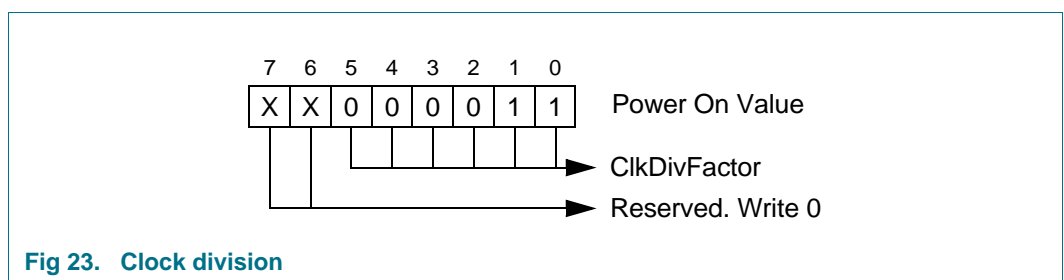 7 6 5 4 3 2 1 0
X X 0 0 0 0 1 1 Power On Value
ClkDivFactor
Reserved. Write 0
Fig 23. Clock division